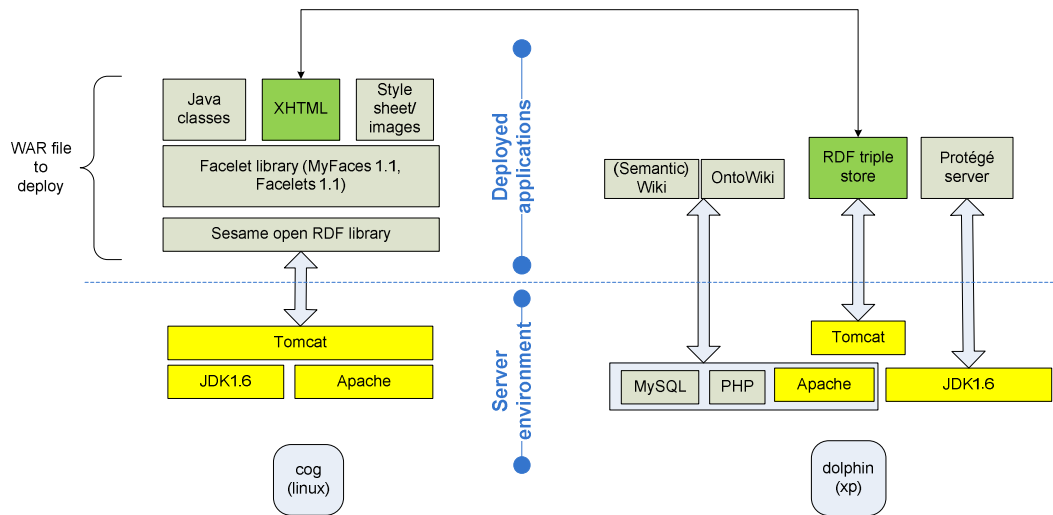 WAR file
to
deploy
Java
classes
XHTML
Style
sheet/
images
Facelet library (MyFaces 1.1,
Facelets 1.1)
Sesame open RDF library
Tomcat
JDK1.6
Apache
cog
(linux)
Deployed
applications
Server
environment
(Semantic)
Wiki
OntoWiki
RDF triple
store
Protégé
server
Tomcat
MySQL
PHP
Apache
JDK1.6
dolphin
(xp)